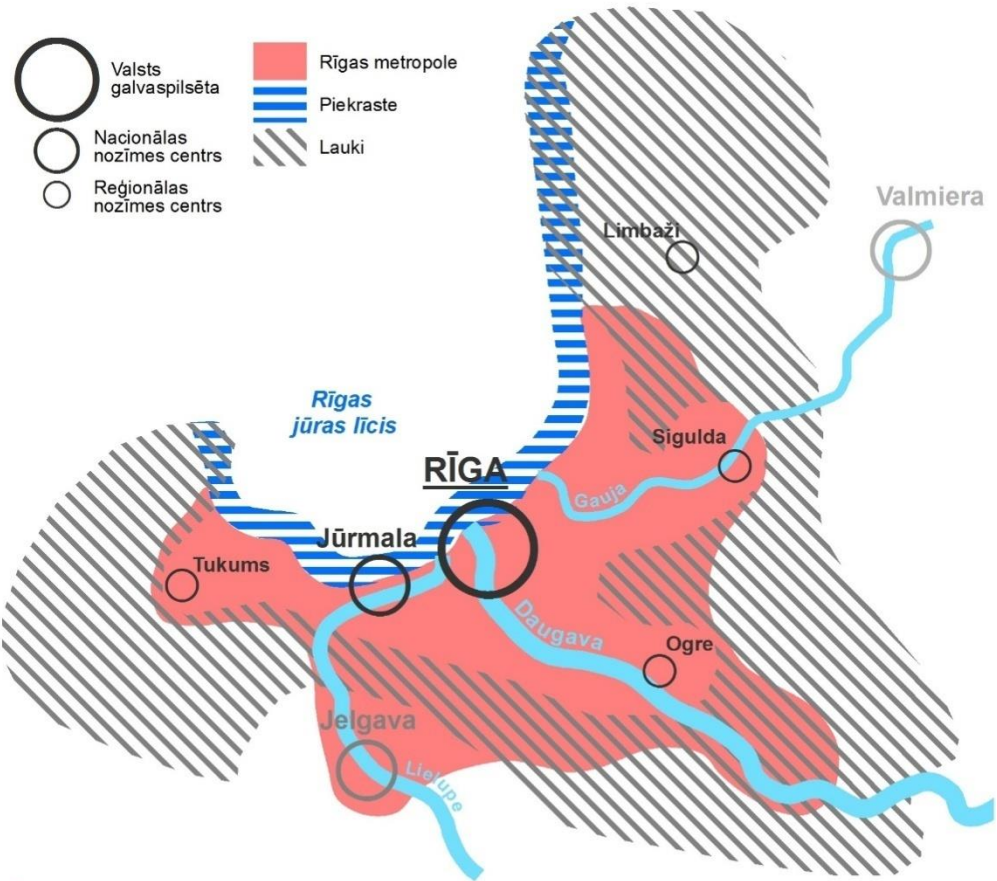 Valsts
galvaspilsēta
Nacionālas
nozīmes centrs
Reģionālas
nozīmes centrs
Rīgas metropole
Piekraste
Lauki
Valmiera
Limbaži
Rīgas
jūras līcis
Sigulda
RĪGA
Gauja
Jūrmala
Tukums
Daugava
Ogre
Jelgava
Lielupe